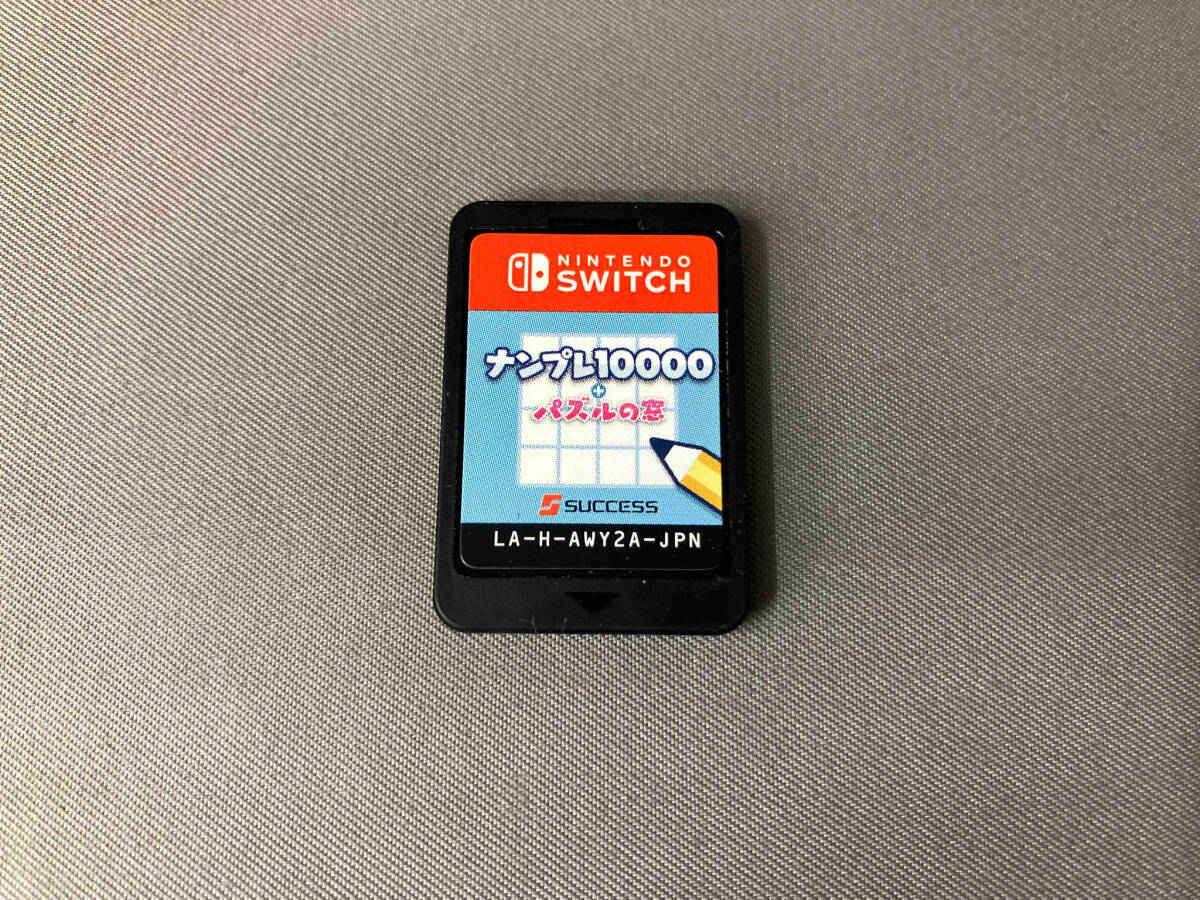 NINTENDO
SWITCH
ナンプレ10000
+
パズルの窓
SUCCESS
LA-H-AWY2A-JPN